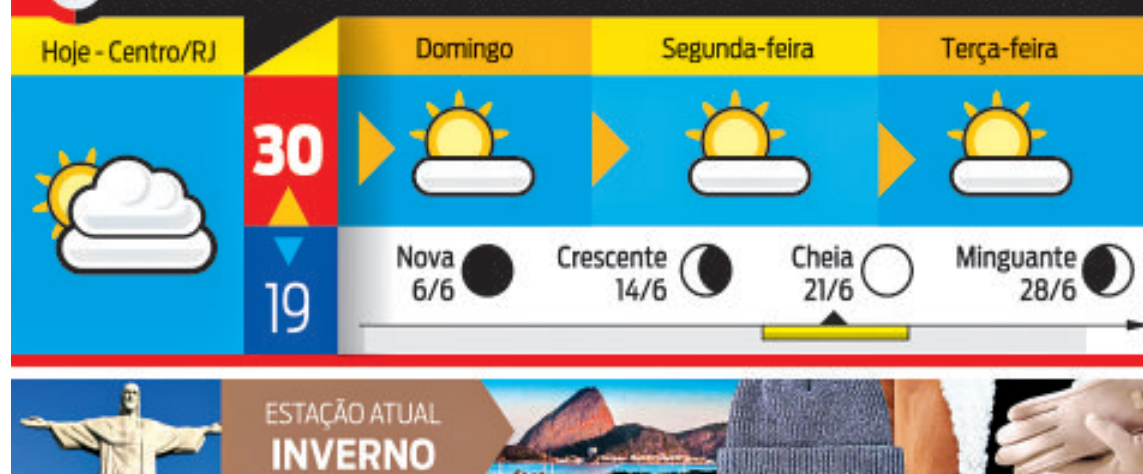 Hoje - Centro/RJ
Domingo
Segunda-feira
Terça-feira
30
19
Nova
6/6
Crescente
14/6
Cheia
21/6
Minguante
28/6
ESTAÇÃO ATUAL
INVERNO